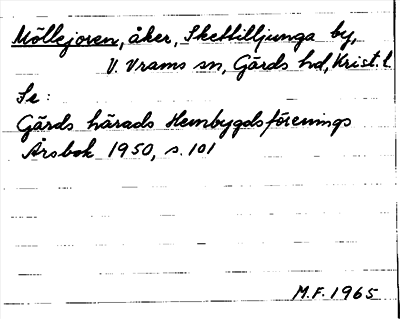 Möllejoren, åker, Skettilljunga by,
V. Vrams sn, Gärds hd, Krist. l.
Se:
Gärds härads Hembygdsförenings
Årsbok 1950, s. 101
M.F. 1965